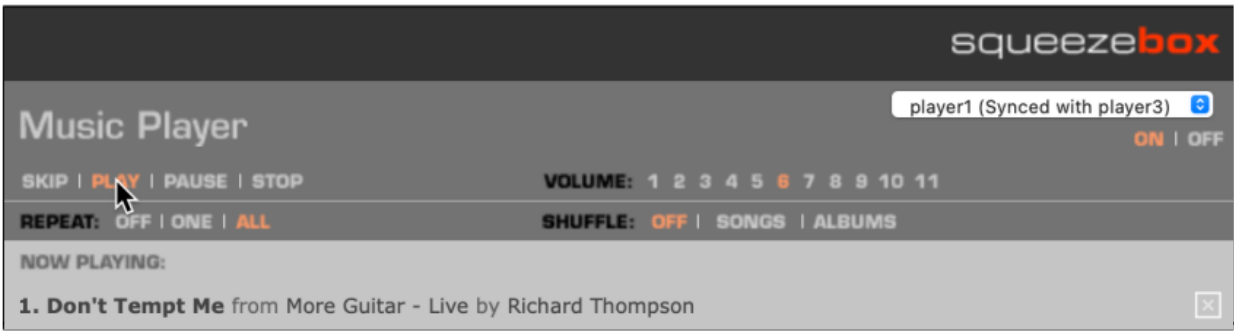 squeezebox
Music Player
player1 (Synced with player3)
ON | OFF
SKIP | PLAY | PAUSE | STOP
VOLUME: 1 2 3 4 5 6 7 8 9 10 11
REPEAT: OFF | ONE | ALL
SHUFFLE: OFF | SONGS | ALBUMS
NOW PLAYING:
1. Don't Tempt Me from More Guitar - Live by Richard Thompson